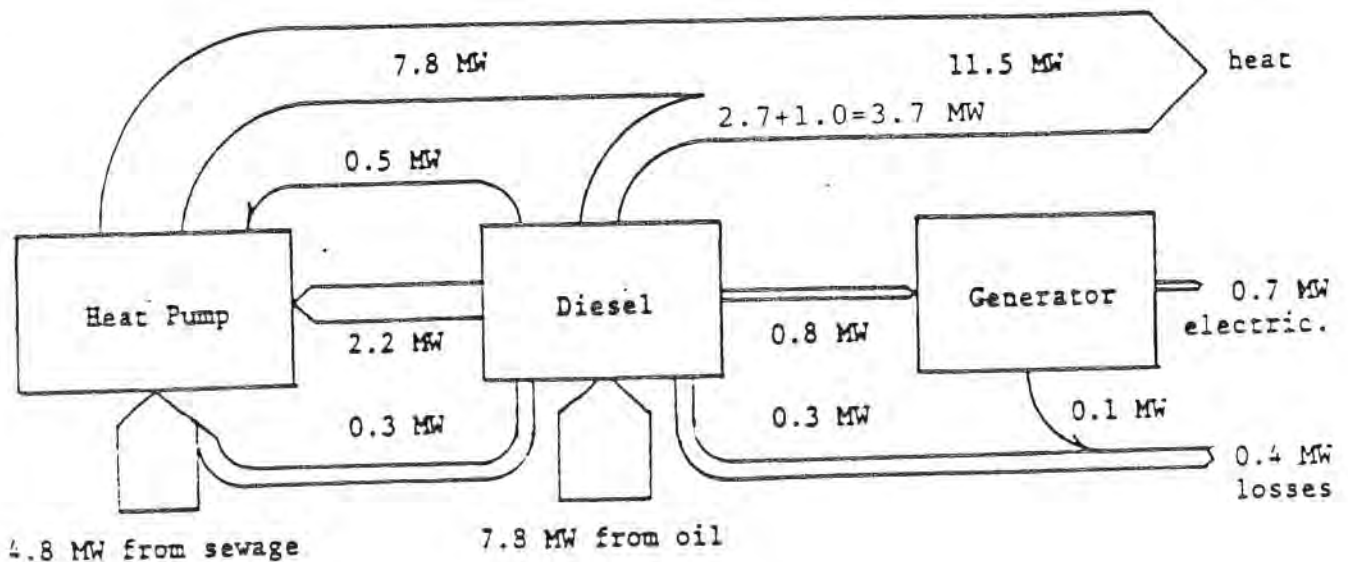 7.8 MW
11.5 MW
heat
2.7+1.0=3.7 MW
0.5 MW
Heat Pump
2.2 MW
Diesel
0.8 MW
Generator
0.7 MW
electric.
0.3 MW
0.3 MW
0.1 MW
0.4 MW
losses
4.8 MW from sewage
7.8 MW from oil